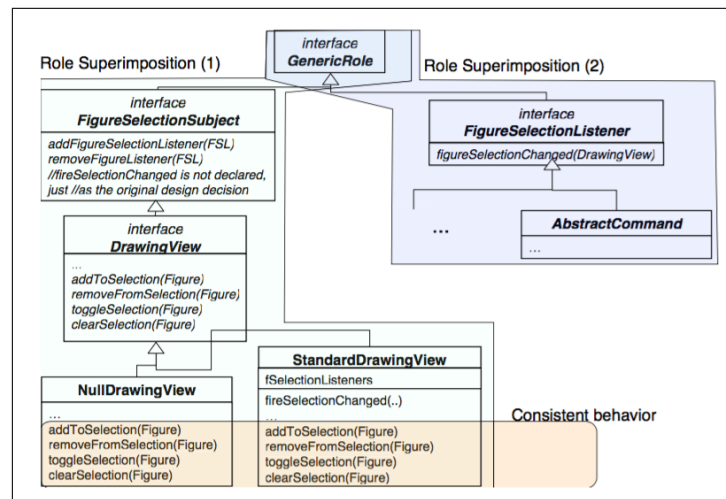 interface
GenericRole
Role Superimposition (1)
Role Superimposition (2)
interface
FigureSelectionSubject
addFigureSelectionListener(FSL)
removeFigureListener(FSL)
//fireSelectionChanged is not declared,
just //as the original design decision
interface
FigureSelectionListener
figureSelectionChanged(DrawingView)
...
AbstractCommand
...
interface
DrawingView
...
addToSelection(Figure)
removeFromSelection(Figure)
toggleSelection(Figure)
clearSelection(Figure)
NullDrawingView
...
addToSelection(Figure)
removeFromSelection(Figure)
toggleSelection(Figure)
clearSelection(Figure)
StandardDrawingView
fSelectionListeners
fireSelectionChanged(..)
...
addToSelection(Figure)
removeFromSelection(Figure)
toggleSelection(Figure)
clearSelection(Figure)
Consistent behavior